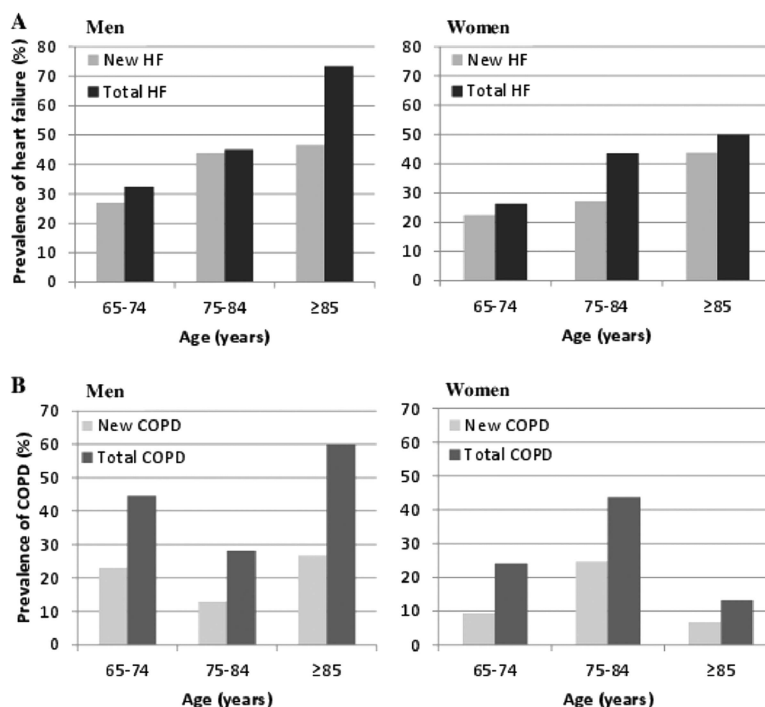 A
Men
Prevalence of heart failure (%)
80
70
60
50
40
30
20
10
0
New HF
Total HF
65-74
75-84
≥85
Age (years)
Women
80
70
60
50
40
30
20
10
0
New HF
Total HF
65-74
75-84
≥85
Age (years)
B
Men
Prevalence of COPD (%)
70
60
50
40
30
20
10
0
New COPD
Total COPD
65-74
75-84
≥85
Age (years)
Women
70
60
50
40
30
20
10
0
New COPD
Total COPD
65-74
75-84
≥85
Age (years)